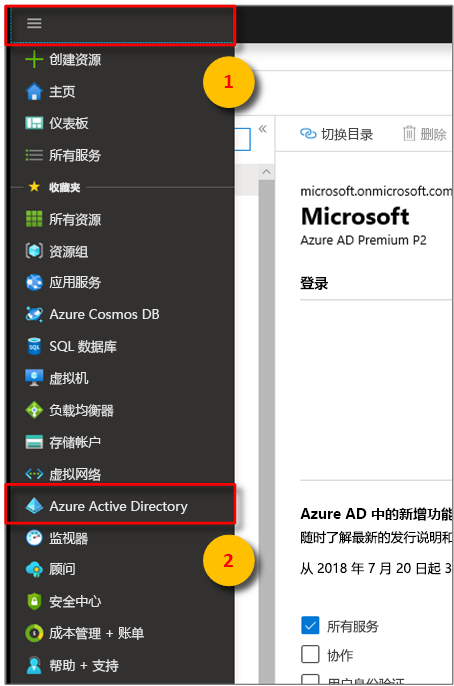 创建资源
主页
仪表板
所有服务
收藏夹
所有资源
资源组
应用服务
Azure Cosmos DB
SQL 数据库
虚拟机
负载均衡器
存储帐户
虚拟网络
Azure Active Directory
监视器
顾问
安全中心
成本管理 + 账单
帮助 + 支持
1
2
«
切换目录
删除
microsoft.onmicrosoft.com
Microsoft
Azure AD Premium P2
登录
Azure AD 中的新增功能
随时了解最新的发行说明和
从 2018 年 7 月 20 日起 3
所有服务
协作
用户身份验证